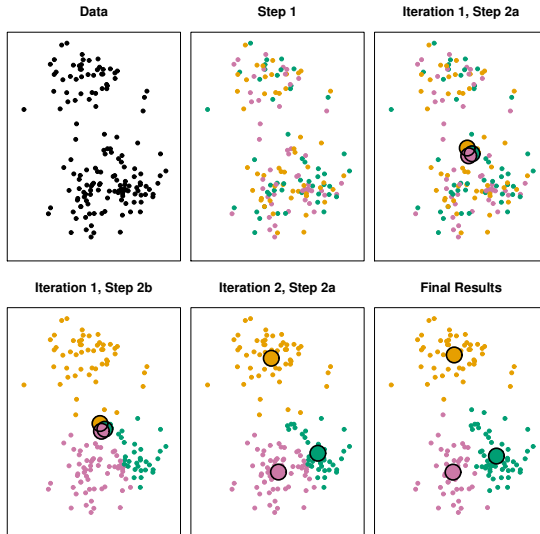 Data
Step 1
Iteration 1, Step 2a
Iteration 1, Step 2b
Iteration 2, Step 2a
Final Results